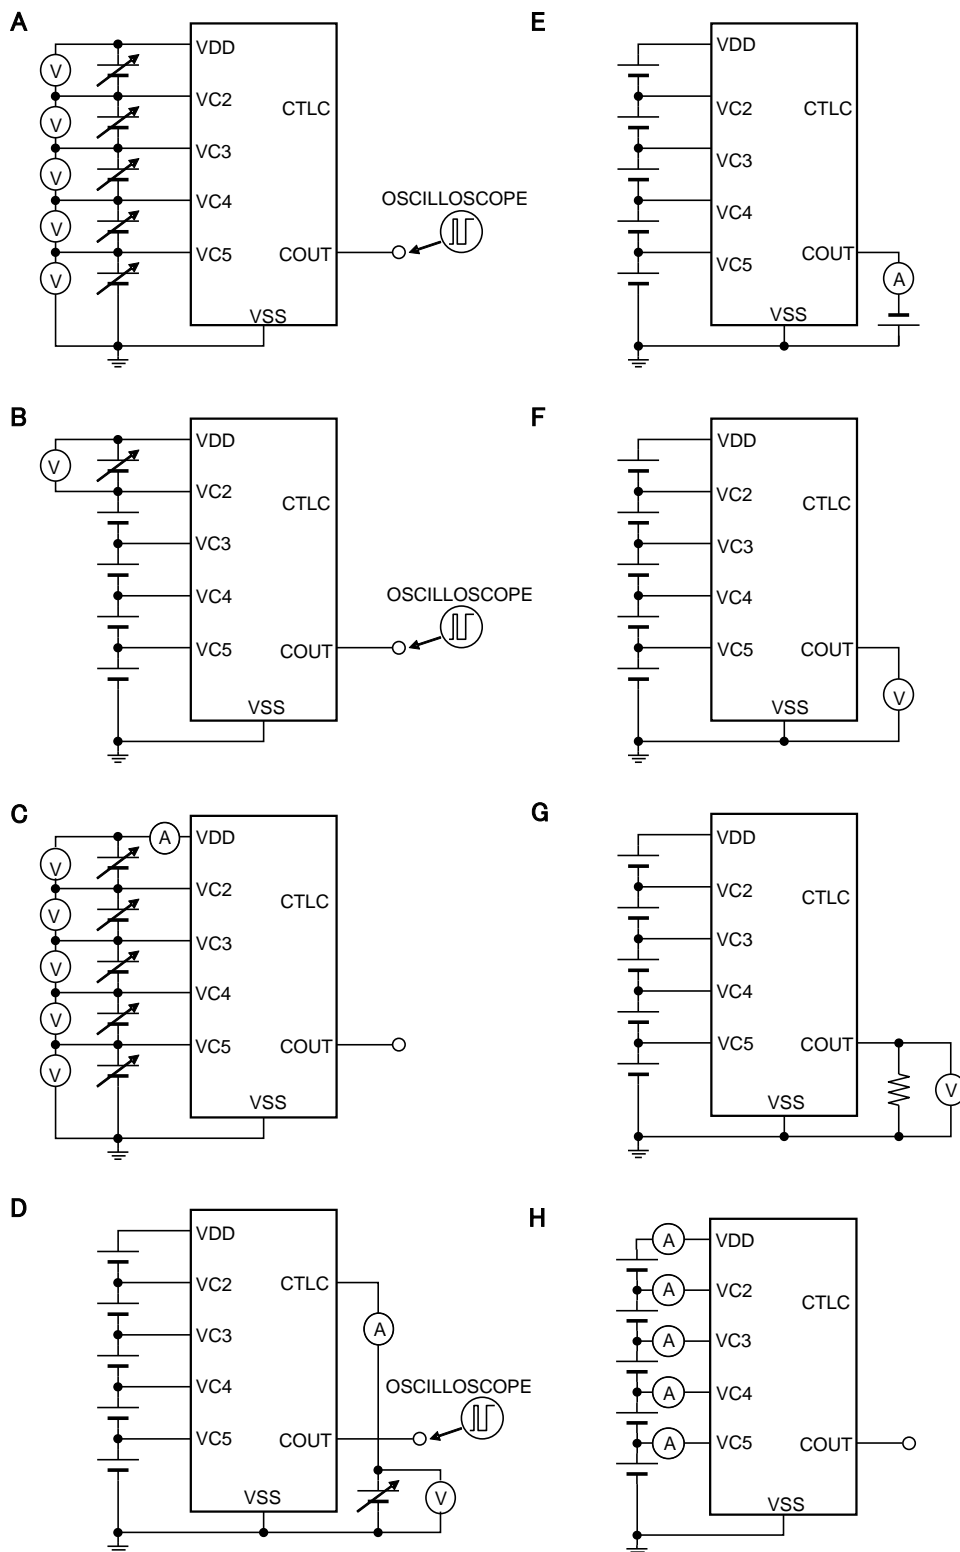 A
V
V
V
V
V
VDD
VC2
VC3
VC4
VC5
CTLC
COUT
VSS
OSCILLOSCOPE
E
VDD
VC2
VC3
VC4
VC5
CTLC
COUT
VSS
A
B
V
VDD
VC2
VC3
VC4
VC5
CTLC
COUT
VSS
OSCILLOSCOPE
F
VDD
VC2
VC3
VC4
VC5
CTLC
COUT
VSS
V
C
A
V
V
V
V
V
VDD
VC2
VC3
VC4
VC5
CTLC
COUT
VSS
G
VDD
VC2
VC3
VC4
VC5
CTLC
COUT
VSS
V
D
VDD
VC2
VC3
VC4
VC5
CTLC
COUT
VSS
A
OSCILLOSCOPE
V
H
A
A
A
A
A
VDD
VC2
VC3
VC4
VC5
CTLC
COUT
VSS